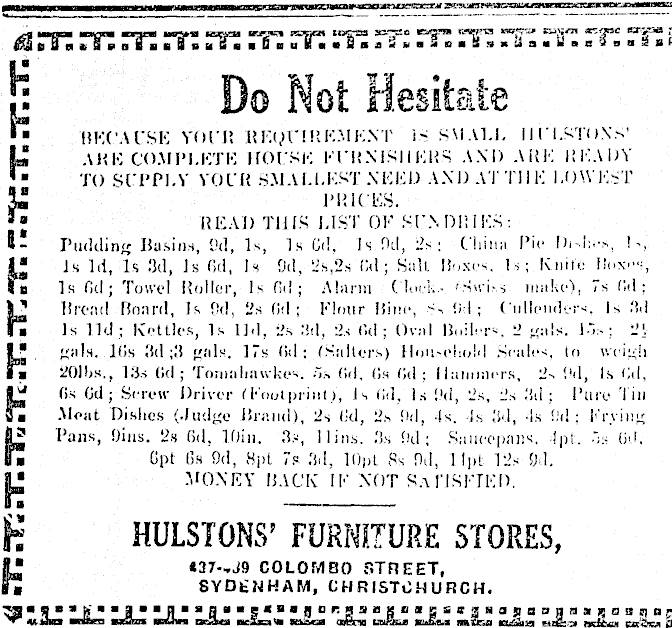 Do Not Hesitate
BECAUSE YOUR REQUIREMENT IS SMALL HULSTONS'
ARE COMPLETE HOUSE FURNISHERS AND ARE READY
TO SUPPLY YOUR SMALLEST NEED AND AT THE LOWEST
PRICES.
READ THIS LIST OF SUNDRIES:
Pudding Basins, 9d, 1s, 1s 6d, 1s 9d, 2s; China Pie Dishes, 1s,
1s 1d, 1s 3d, 1s 6d, 1s 9d, 2s,2s 6d; Salt Boxes, 1s; Knife Boxes,
1s 6d; Towel Roller, 1s 6d; Alarm Clocks (Swiss make), 7s 6d;
Bread Board, 1s 9d, 2s 6d; Flour Bins, 8s 9d; Cullenders, 1s 3d
1s 11d; Kettles, 1s 11d, 2s 3d, 2s 6d; Oval Boilers, 2 gals. 15s; 2½
gals. 16s 3d ;3 gals. 17s 6d; (Salters) Household Scales, to weigh
20lbs., 13s 6d; Tomahawkes, 5s 6d, 6s 6d; Hammers, 2s 9d, 4s 6d,
6s 6d; Screw Driver (Footprint), 1s 6d, 1s 9d, 2s, 2s 3d; Pure Tin
Meat Dishes (Judge Brand), 2s 6d, 2s 9d, 4s, 4s 3d, 4s 9d; Frying
Pans, 9ins. 2s 6d, 10in. 3s, 11ins. 3s 9d; Saucepans, 4pt. 5s 6d,
6pt 6s 9d, 8pt 7s 3d, 10pt 8s 9d, 14pt 12s 9d.
MONEY BACK IF NOT SATISFIED.
HULSTONS' FURNITURE STORES,
COLOMBO STREET,
SYDENHAM, CHRISTCHURCH.